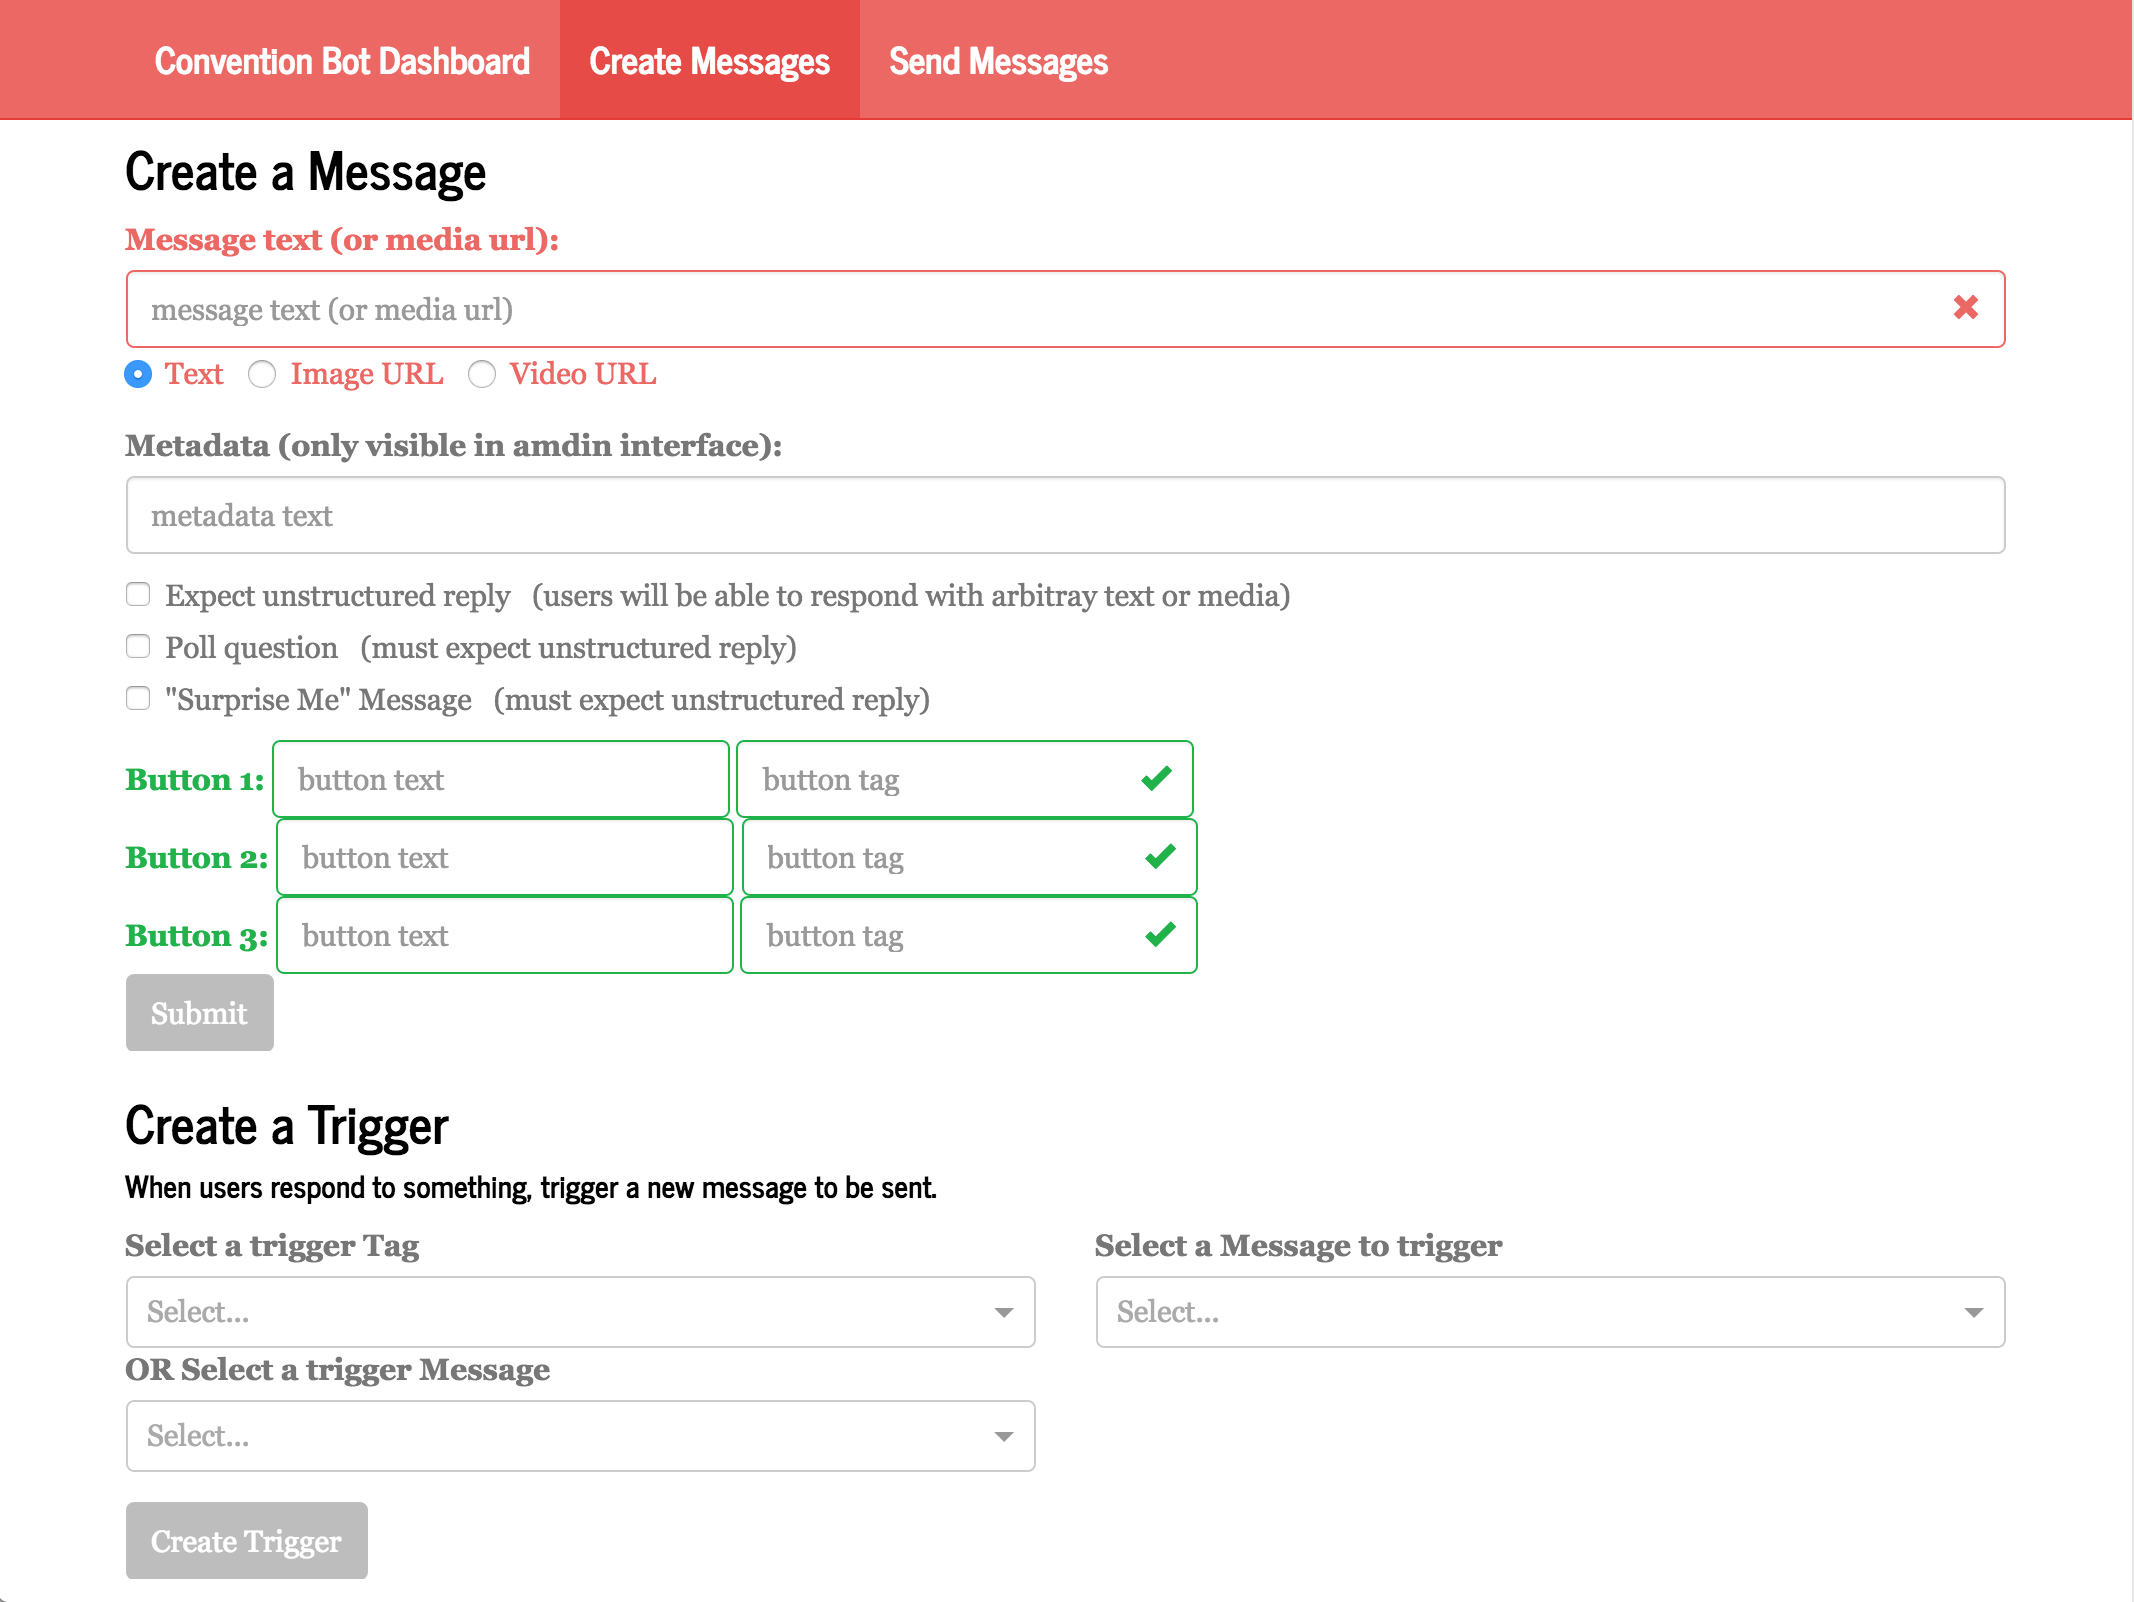 Convention Bot Dashboard Create Messages Send Messages
Create a Message
Message text (or media url):
message text (or media url)
Text Image URL Video URL
Metadata (only visible in amdin interface):
metadata text
Expect unstructured reply (users will be able to respond with arbitray text or media)
Poll question (must expect unstructured reply)
"Surprise Me" Message (must expect unstructured reply)
Button 1: button text button tag
Button 2: button text button tag
Button 3: button text button tag
Submit
Create a Trigger
When users respond to something, trigger a new message to be sent.
Select a trigger Tag Select a Message to trigger
Select... Select...
OR Select a trigger Message
Select...
Create Trigger